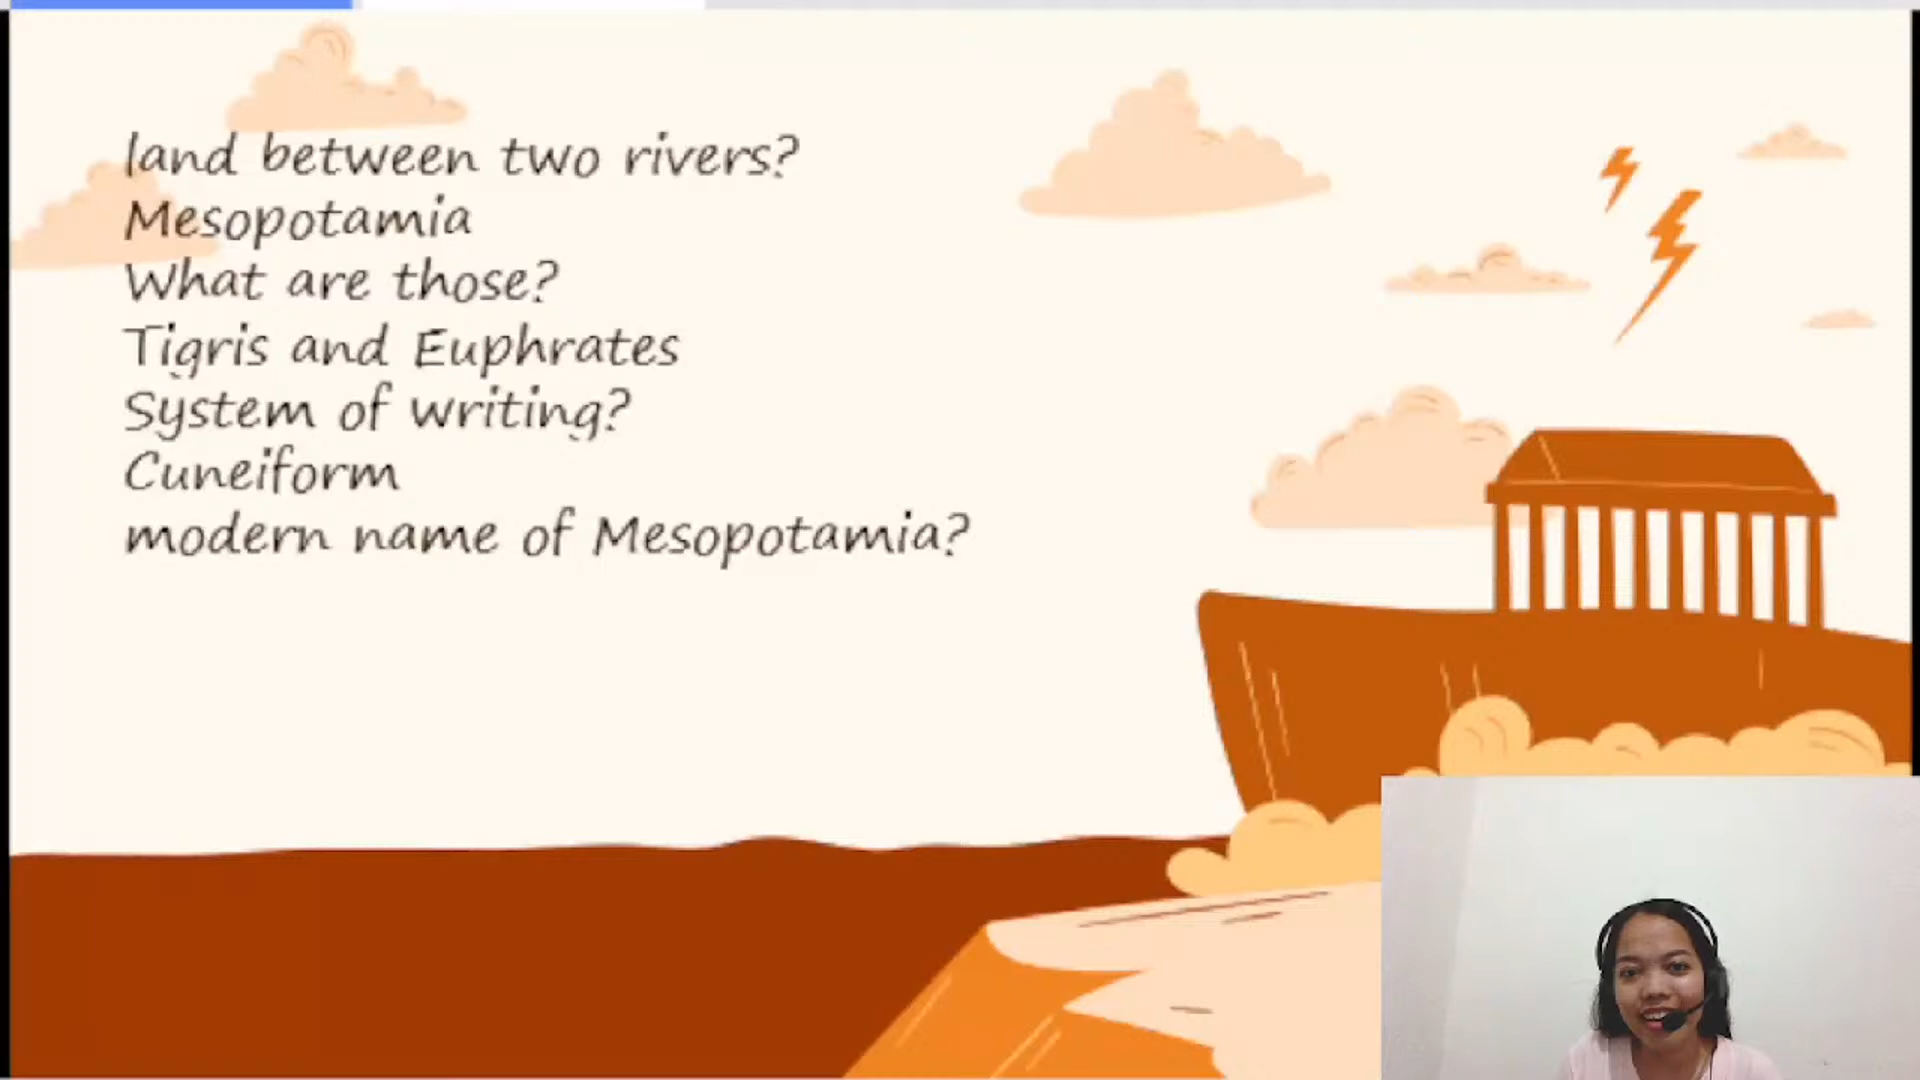 land between two rivers?
Mesopotamia
What are those?
Tigris and Euphrates
System of writing?
Cuneiform
modern name of Mesopotamia?